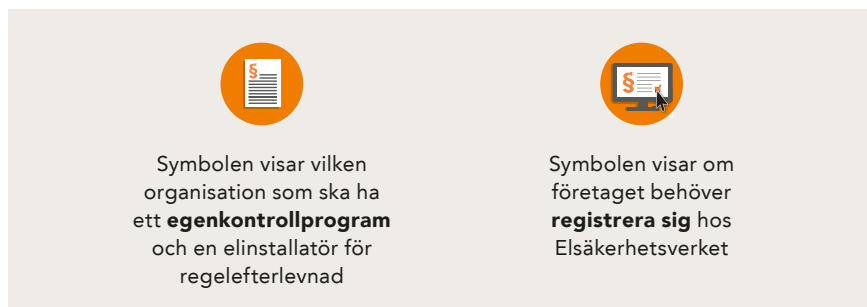 §
Symbolen visar vilken
organisation som ska ha
ett egenkontrollprogram
och en elinstallatör för
regelefterlevnad
§
Symbolen visar om
företaget behöver
registrera sig hos
Elsäkerhetsverket